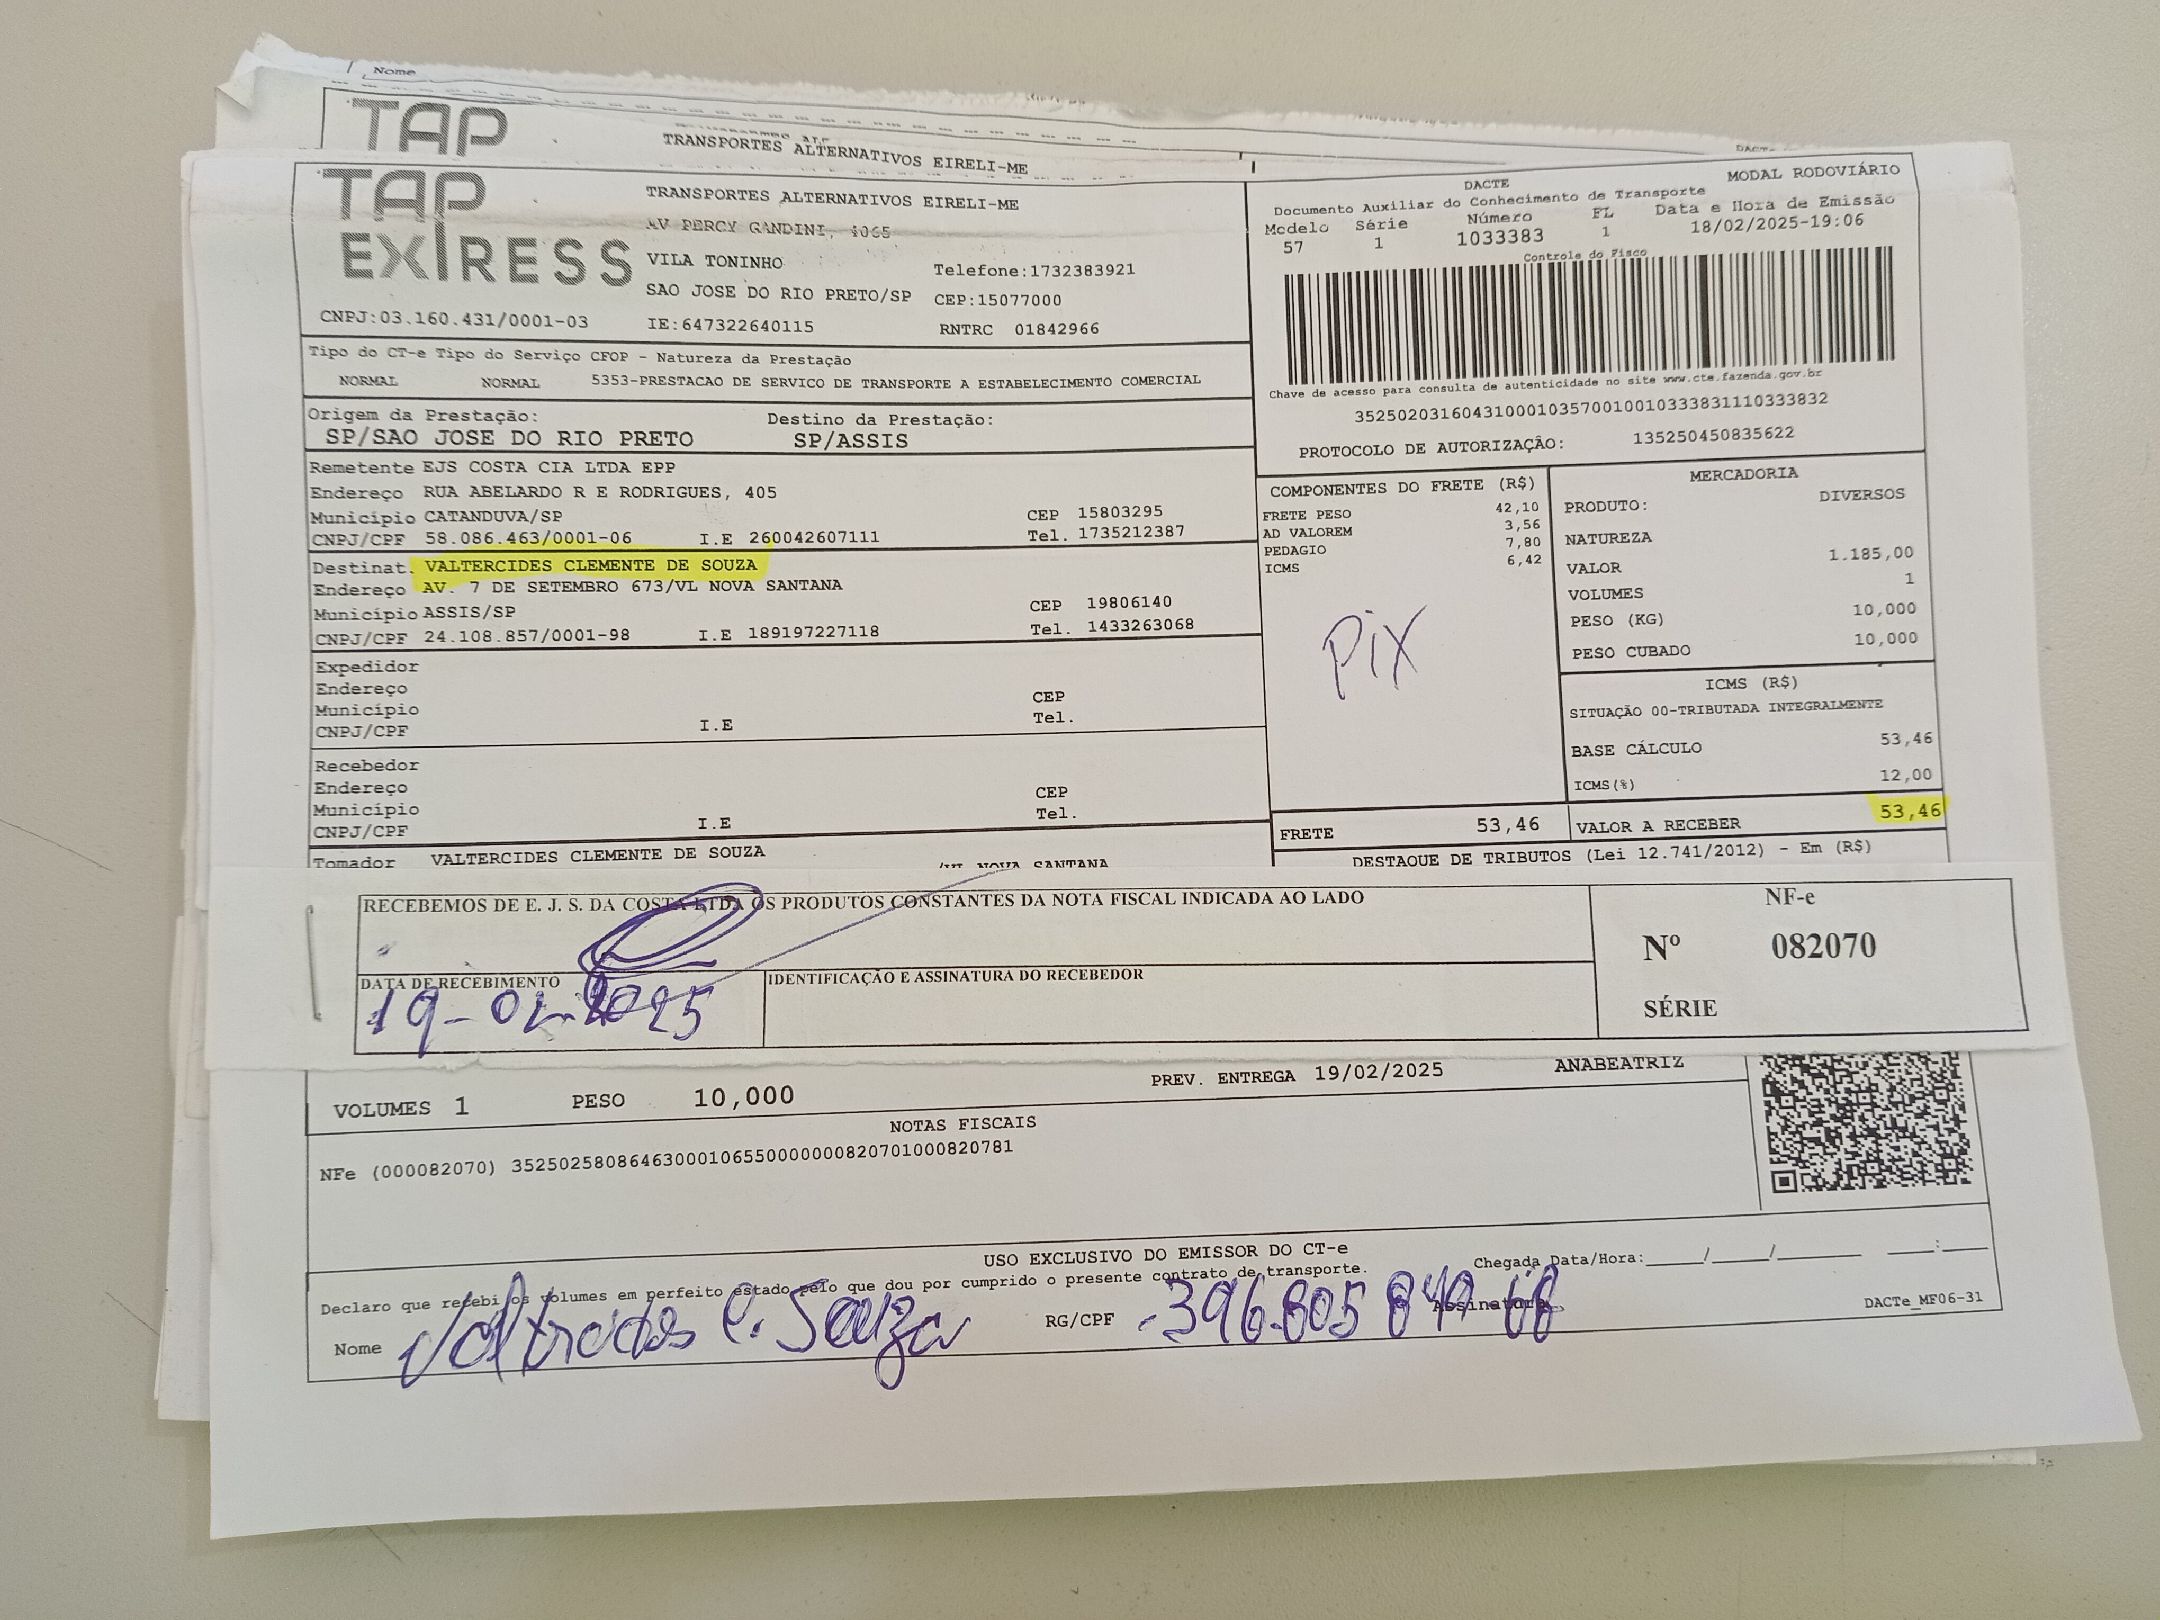 Nome
TAP
TRANSPORTES ALTERNATIVOS EIRELI-ME
TAP EXPRESS
TRANSPORTES ALTERNATIVOS EIRELI-ME
AV PERCY GANDINI, 4065
VILA TONINHO
Telefone:1732383921
SAO JOSE DO RIO PRETO/SP CEP:15077000
CNPJ:03.160.431/0001-03 IE:647322640115 RNTRC 01842966
DACTE MODAL RODOVIÁRIO
Documento Auxiliar do Conhecimento de Transporte
Modelo Série Número FL Data e Hora de Emissão
57 1 1033383 1 18/02/2025-19:06
Controle do Fisco
Chave de acesso para consulta de autenticidade no site www.cte.fazenda.gov.br
35250203160431000103570010010333831110333832
PROTOCOLO DE AUTORIZAÇÃO: 135250450835622
Tipo do CT-e Tipo do Serviço CFOP - Natureza da Prestação
NORMAL NORMAL 5353-PRESTACAO DE SERVICO DE TRANSPORTE A ESTABELECIMENTO COMERCIAL
Origem da Prestação: Destino da Prestação:
SP/SAO JOSE DO RIO PRETO SP/ASSIS
Remetente EJS COSTA CIA LTDA EPP
Endereço RUA ABELARDO R E RODRIGUES, 405
Município CATANDUVA/SP CEP 15803295
CNPJ/CPF 58.086.463/0001-06 I.E 260042607111 Tel. 1735212387
Destinat. VALTERCIDES CLEMENTE DE SOUZA
Endereço AV. 7 DE SETEMBRO 673/VL NOVA SANTANA
Município ASSIS/SP CEP 19806140
CNPJ/CPF 24.108.857/0001-98 I.E 189197227118 Tel. 1433263068
Expedidor
Endereço CEP
Município Tel.
CNPJ/CPF I.E
Recebedor
Endereço CEP
Município Tel.
CNPJ/CPF I.E
Tomador VALTERCIDES CLEMENTE DE SOUZA NOVA SANTANA
COMPONENTES DO FRETE (R$)
FRETE PESO 42,10
AD VALOREM 3,56
PEDAGIO 7,80
ICMS 6,42
PIX
FRETE 53,46
MERCADORIA
PRODUTO: DIVERSOS
NATUREZA
VALOR 1.185,00
VOLUMES 1
PESO (KG) 10,000
PESO CUBADO 10,000
ICMS (R$)
SITUAÇÃO 00-TRIBUTADA INTEGRALMENTE
BASE CÁLCULO 53,46
ICMS(%) 12,00
VALOR A RECEBER 53,46
DESTAQUE DE TRIBUTOS (Lei 12.741/2012) - Em (R$)
RECEBEMOS DE E. J. S. DA COSTA LTDA OS PRODUTOS CONSTANTES DA NOTA FISCAL INDICADA AO LADO
DATA DE RECEBIMENTO
IDENTIFICAÇÃO E ASSINATURA DO RECEBEDOR
NF-e
Nº 082070
SÉRIE
VOLUMES 1 PESO 10,000 PREV. ENTREGA 19/02/2025 ANABEATRIZ
NOTAS FISCAIS
NFe (000082070) 35250258086463000106550000000820701000820781
USO EXCLUSIVO DO EMISSOR DO CT-e
Declaro que recebi os volumes em perfeito estado pelo que dou por cumprido o presente contrato de transporte.
Chegada Data/Hora:____/____/______ ___:___
Nome RG/CPF Assinatura
DACTe_MF06-31